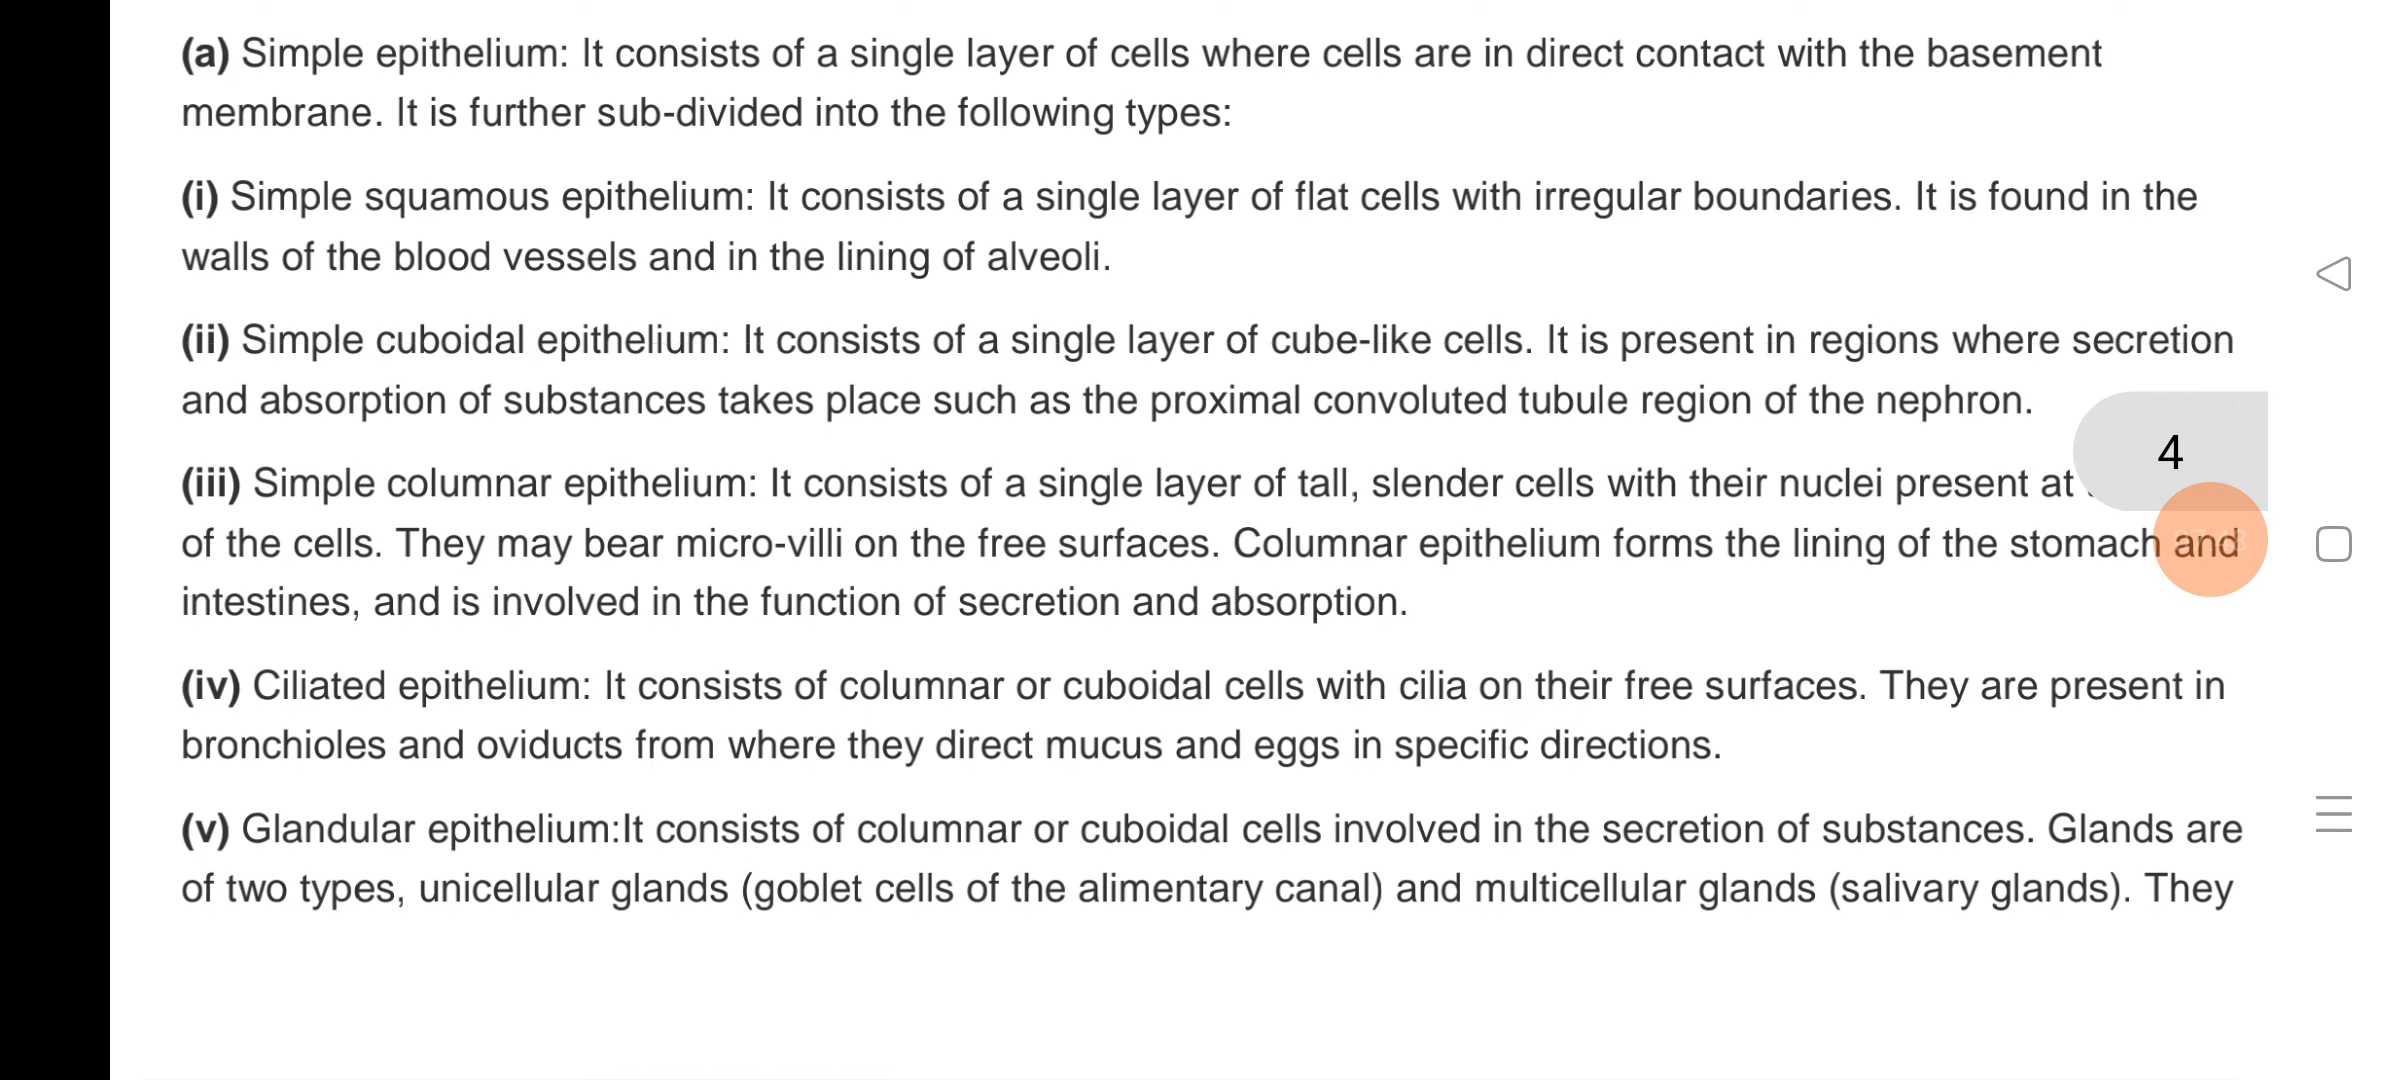 (a) Simple epithelium: It consists of a single layer of cells where cells are in direct contact with the basement
membrane. It is further sub-divided into the following types:
(i) Simple squamous epithelium: It consists of a single layer of flat cells with irregular boundaries. It is found in the
walls of the blood vessels and in the lining of alveoli.
(ii) Simple cuboidal epithelium: It consists of a single layer of cube-like cells. It is present in regions where secretion
and absorption of substances takes place such as the proximal convoluted tubule region of the nephron.
4
(iii) Simple columnar epithelium: It consists of a single layer of tall, slender cells with their nuclei present at
of the cells. They may bear micro-villi on the free surfaces. Columnar epithelium forms the lining of the stomach and
intestines, and is involved in the function of secretion and absorption.
(iv) Ciliated epithelium: It consists of columnar or cuboidal cells with cilia on their free surfaces. They are present in
bronchioles and oviducts from where they direct mucus and eggs in specific directions.
(v) Glandular epithelium:It consists of columnar or cuboidal cells involved in the secretion of substances. Glands are
of two types, unicellular glands (goblet cells of the alimentary canal) and multicellular glands (salivary glands). They